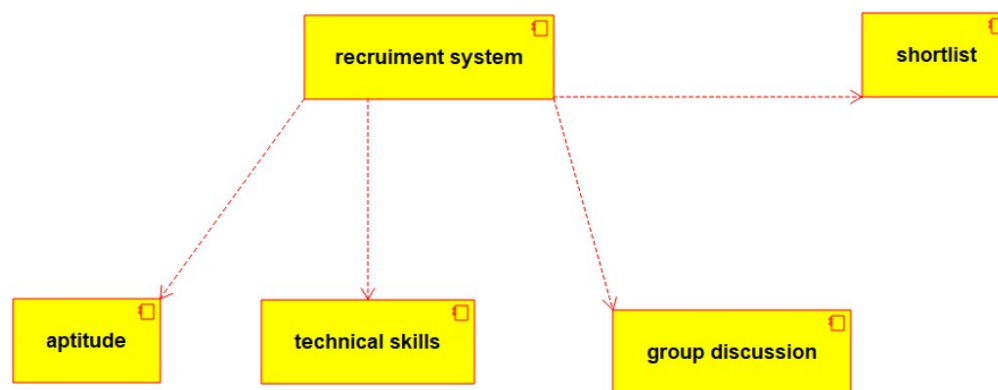 recruiment system
shortlist
aptitude
technical skills
group discussion